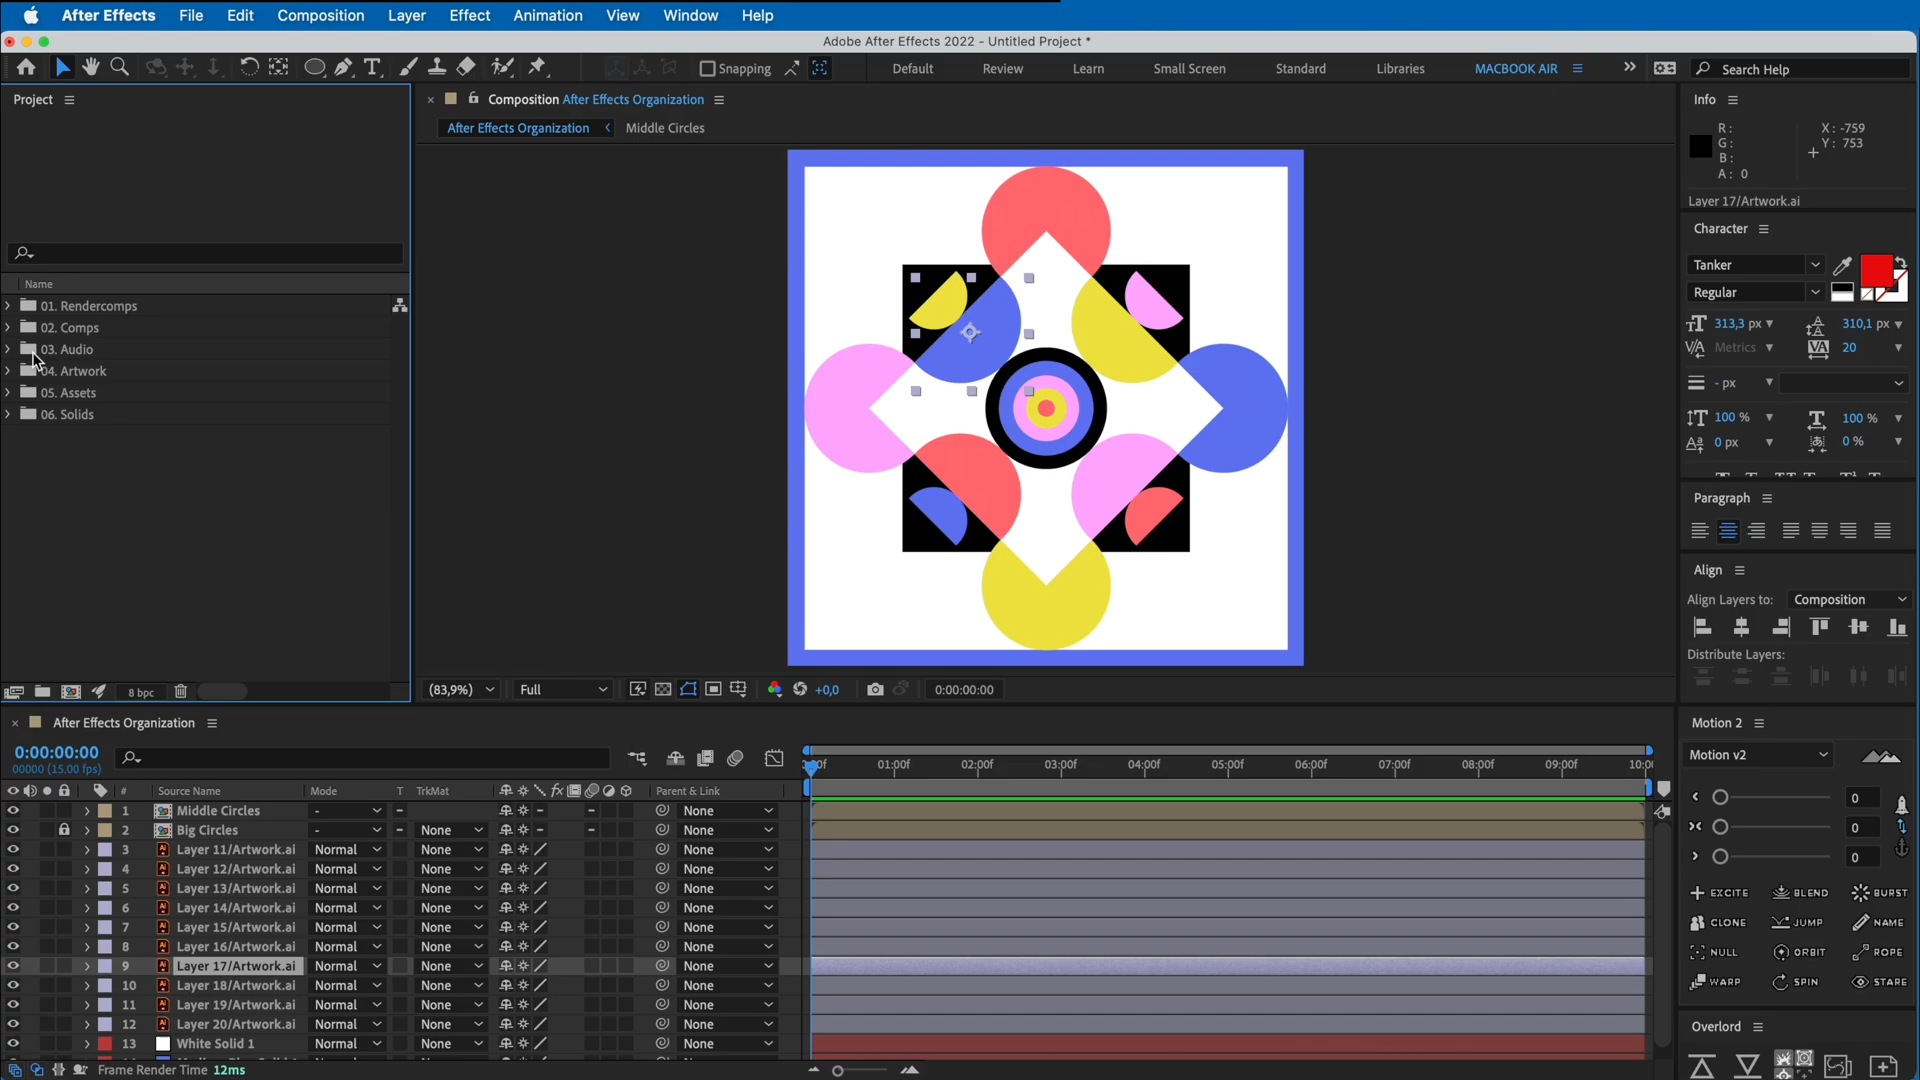 After Effects File Edit Composition Layer Effect Animation View Window Help
Adobe After Effects 2022 - Untitled Project *
Snapping Default Review Learn Small Screen Standard Libraries MACBOOK AIR Search Help
Project
Composition After Effects Organization
After Effects Organization Middle Circles
Name
01. Rendercomps
02. Comps
03. Audio
04. Artwork
05. Assets
06. Solids
8 bpc
(83,9%) Full +0,0 0:00:00:00
Info
R: X: -759
G: Y: 753
B:
A: 0
Layer 17/Artwork.ai
Character
Tanker
Regular
313,3 px 310,1 px
Metrics 20
- px
100 % 100 %
0 px 0 %
Paragraph
Align
Align Layers to: Composition
Distribute Layers:
After Effects Organization
0:00:00:00
00000 (15.00 fps)
01:00f 02:00f 03:00f 04:00f 05:00f 06:00f 07:00f 08:00f 09:00f
# Source Name Mode T TrkMat fx Parent & Link
1 Middle Circles - None
2 Big Circles - None None
3 Layer 11/Artwork.ai Normal None None
4 Layer 12/Artwork.ai Normal None None
5 Layer 13/Artwork.ai Normal None None
6 Layer 14/Artwork.ai Normal None None
7 Layer 15/Artwork.ai Normal None None
8 Layer 16/Artwork.ai Normal None None
9 Layer 17/Artwork.ai Normal None None
10 Layer 18/Artwork.ai Normal None None
11 Layer 19/Artwork.ai Normal None None
12 Layer 20/Artwork.ai Normal None None
13 White Solid 1
Frame Render Time 12ms
Motion 2
Motion v2
0
0
0
EXCITE BLEND BURST
CLONE JUMP NAME
NULL ORBIT ROPE
WARP SPIN STARE
Overlord